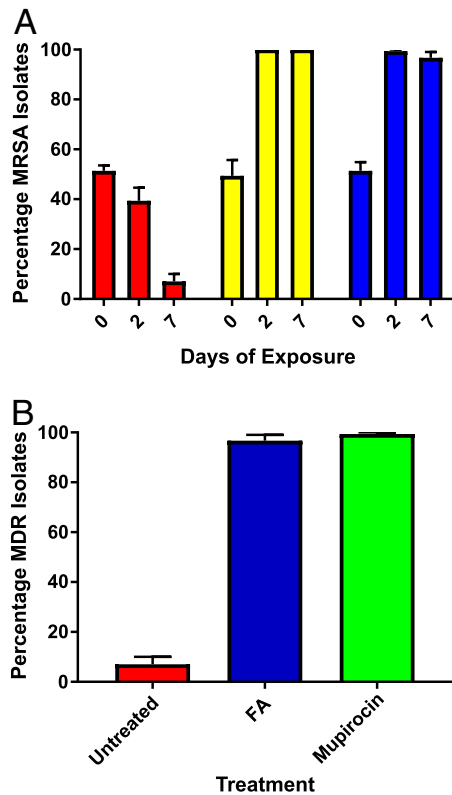 A
Percentage MRSA Isolates
100
80
60
40
20
0
0 2 7 0 2 7 0 2 7
Days of Exposure
B
Percentage MDR Isolates
100
80
60
40
20
0
Untreated FA Mupirocin
Treatment